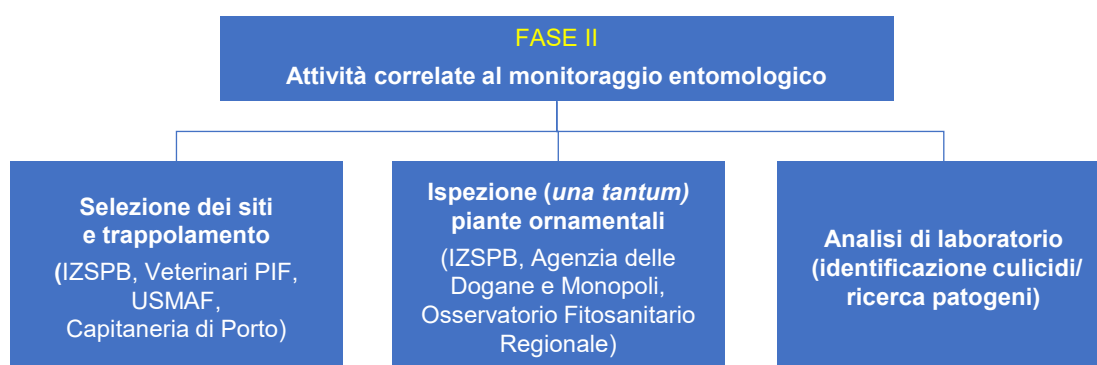 FASE II
Attività correlate al monitoraggio entomologico
Selezione dei siti
e trappolamento
(IZSPB, Veterinari PIF,
USMAF,
Capitaneria di Porto)
Ispezione (una tantum)
piante ornamentali
(IZSPB, Agenzia delle
Dogane e Monopoli,
Osservatorio Fitosanitario
Regionale)
Analisi di laboratorio
(identificazione culicidi/
ricerca patogeni)